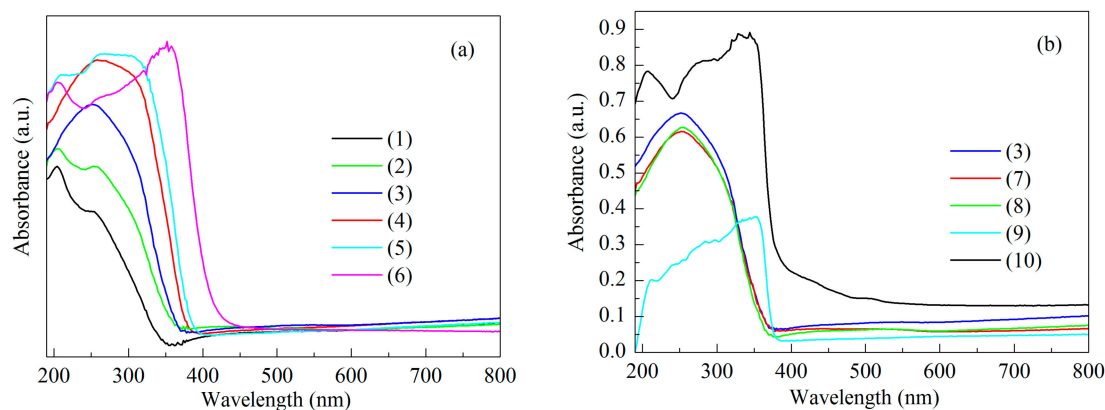 (a)
(1)
(2)
(3)
(4)
(5)
(6)
Absorbance (a.u.)
200 300 400 500 600 700 800
Wavelength (nm)
(b)
0.9
0.8
0.7
0.6
0.5
0.4
0.3
0.2
0.1
0.0
(3)
(7)
(8)
(9)
(10)
Absorbance (a.u.)
200 300 400 500 600 700 800
Wavelength (nm)